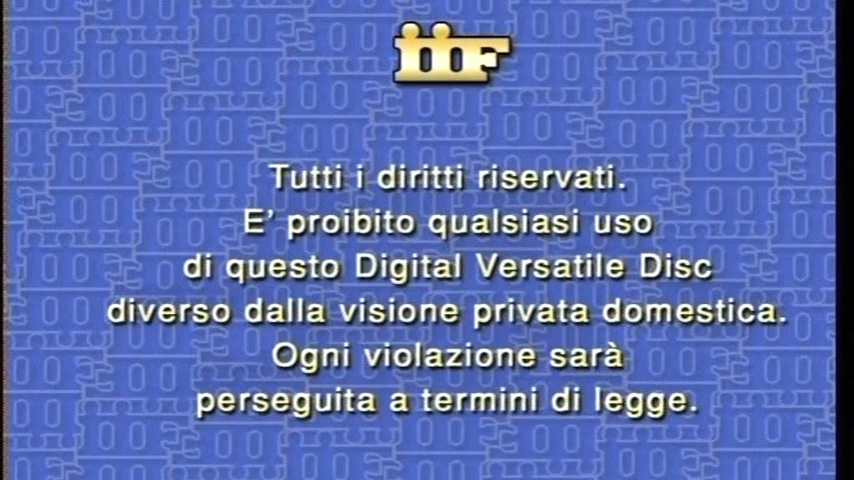 iiF
Tutti i diritti riservati.
E' proibito qualsiasi uso
di questo Digital Versatile Disc
diverso dalla visione privata domestica.
Ogni violazione sarà
perseguita a termini di legge.